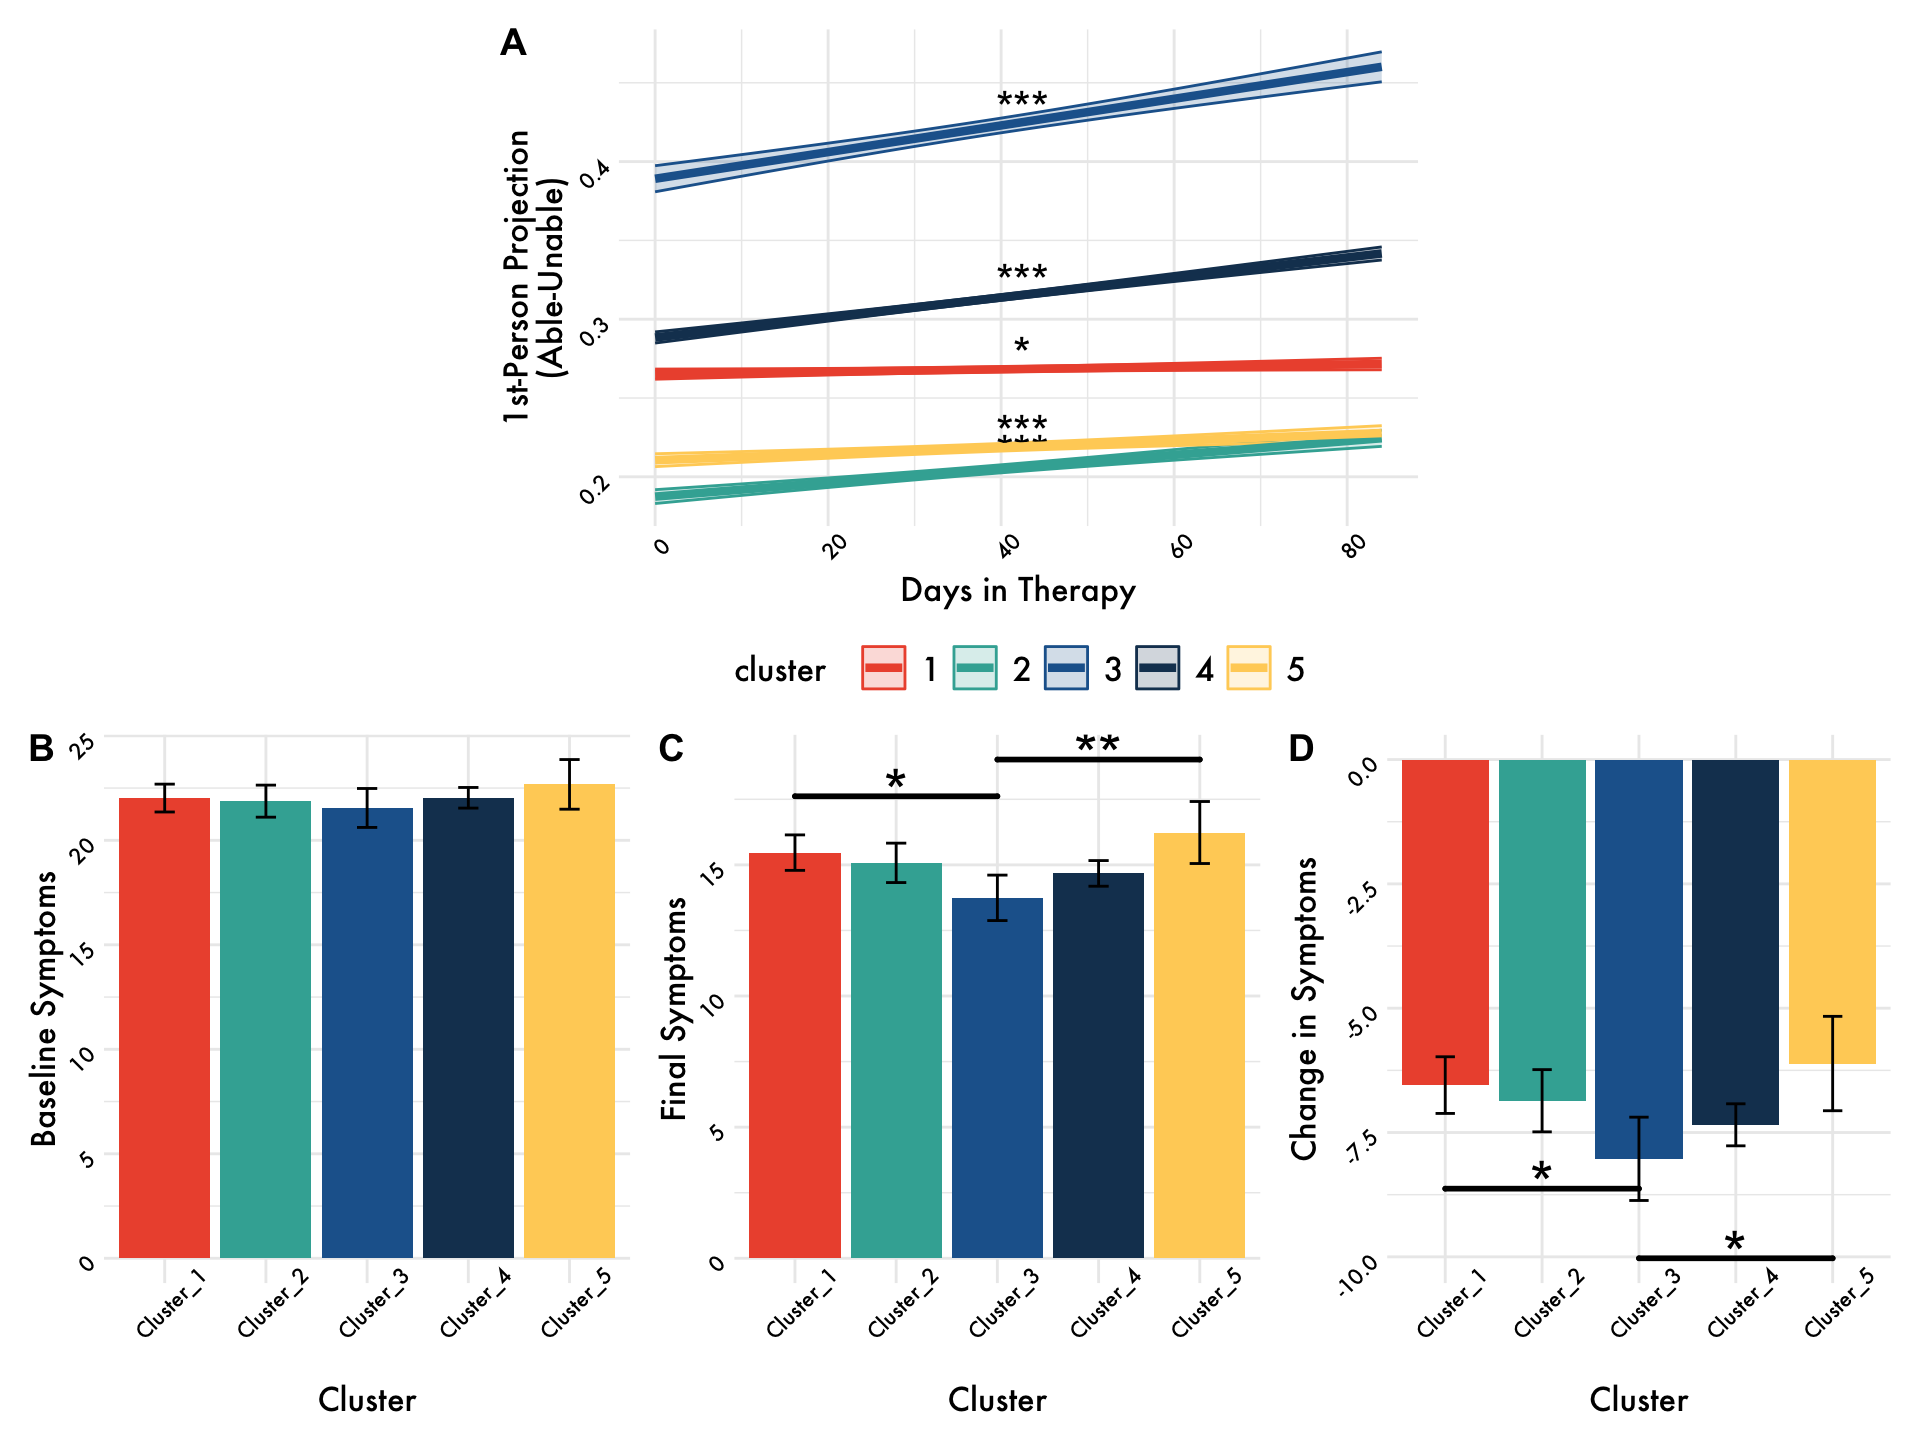 A
1st-Person Projection
(Able-Unable)
0.4
0.3
0.2
***
***
*
***
***
0
20
40
60
80
Days in Therapy
cluster 1 2 3 4 5
B
Baseline Symptoms
25
20
15
10
5
0
Cluster_1
Cluster_2
Cluster_3
Cluster_4
Cluster_5
Cluster
C
Final Symptoms
15
10
5
0
*
**
Cluster_1
Cluster_2
Cluster_3
Cluster_4
Cluster_5
Cluster
D
Change in Symptoms
0.0
-2.5
-5.0
-7.5
-10.0
*
*
Cluster_1
Cluster_2
Cluster_3
Cluster_4
Cluster_5
Cluster